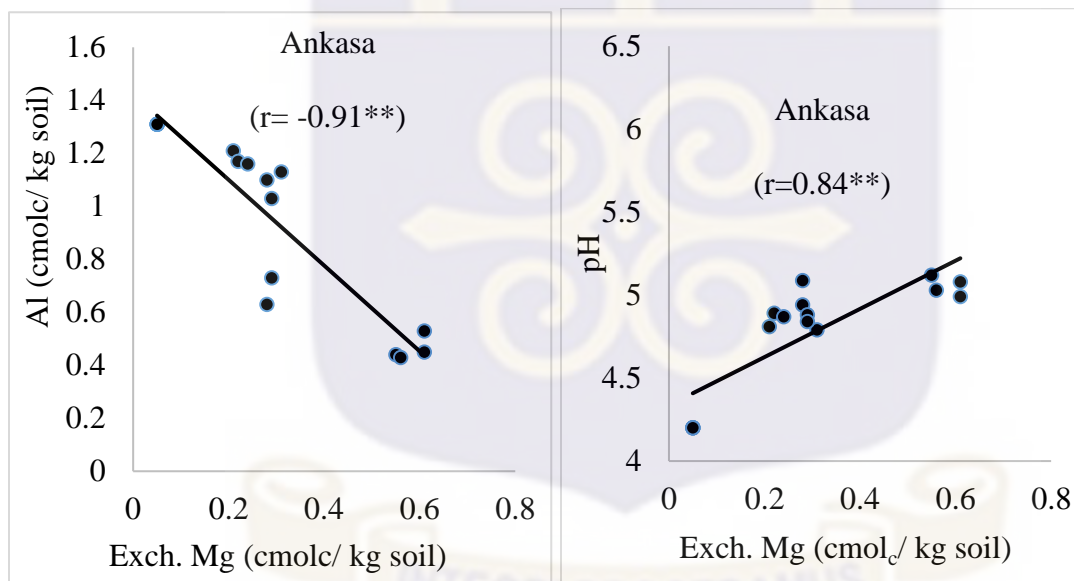 Ankasa
(r= -0.91**)
Al (cmolc/ kg soil)
1.6
1.4
1.2
1
0.8
0.6
0.4
0.2
0
0 0.2 0.4 0.6 0.8
Exch. Mg (cmolc/ kg soil)
Ankasa
(r=0.84**)
pH
6.5
6
5.5
5
4.5
4
0 0.2 0.4 0.6 0.8
Exch. Mg (cmolc/ kg soil)